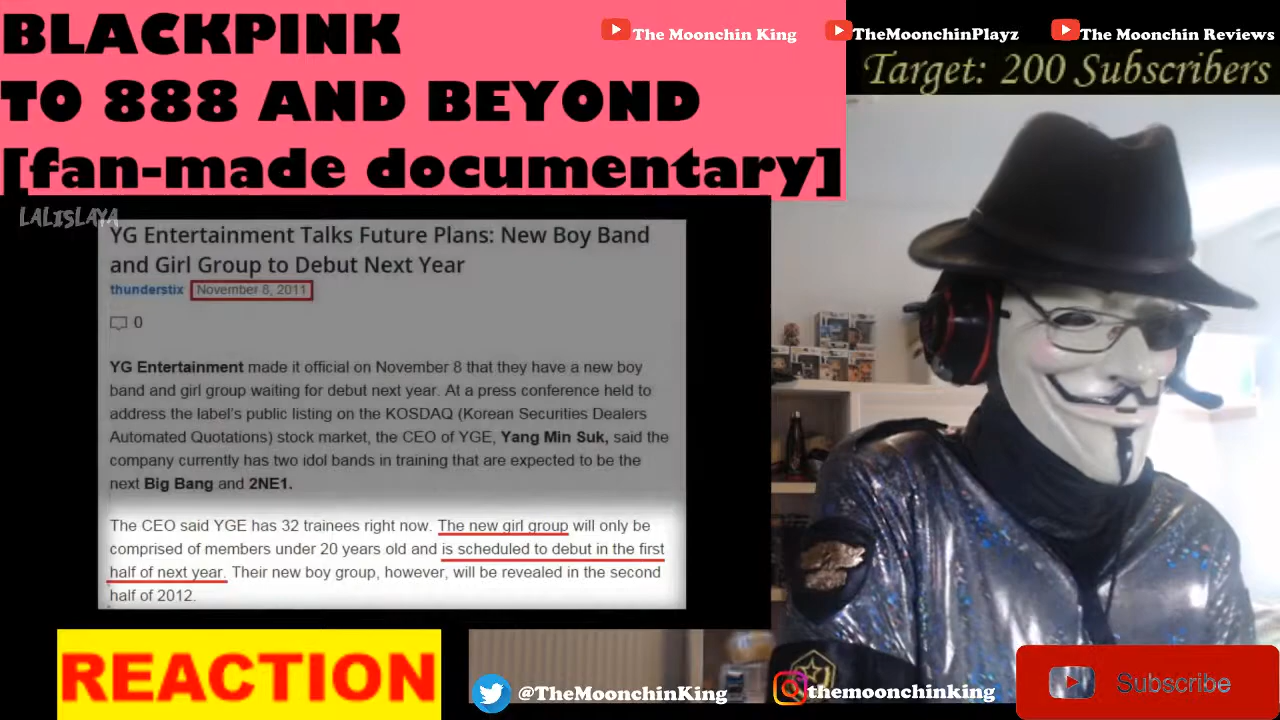 BLACKPINK
TO 888 AND BEYOND
[fan-made documentary]
The Moonchin King
TheMoonchinPlayz
The Moonchin Reviews
Target: 200 Subscribers
LALISLAYA
YG Entertainment Talks Future Plans: New Boy Band
and Girl Group to Debut Next Year
thunderstix November 8, 2011
0
YG Entertainment made it official on November 8 that they have a new boy
band and girl group waiting for debut next year. At a press conference held to
address the label's public listing on the KOSDAQ (Korean Securities Dealers
Automated Quotations) stock market, the CEO of YGE, Yang Min Suk, said the
company currently has two idol bands in training that are expected to be the
next Big Bang and 2NE1.
The CEO said YGE has 32 trainees right now. The new girl group will only be
comprised of members under 20 years old and is scheduled to debut in the first
half of next year. Their new boy group, however, will be revealed in the second
half of 2012.
REACTION
@TheMoonchinKing
themoonchinking
Subscribe